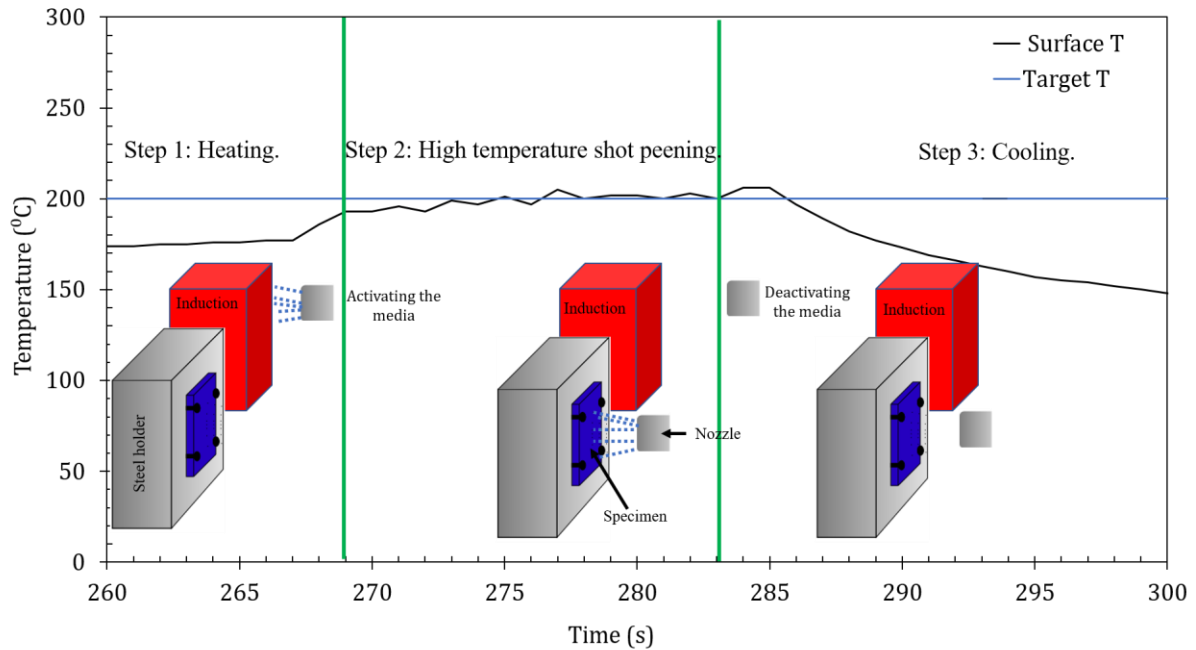 300
250
200
150
100
50
0
Temperature (⁰C)
260
265
270
275
280
285
290
295
300
Time (s)
Surface T
Target T
Step 1: Heating.
Step 2: High temperature shot peening.
Step 3: Cooling.
Induction
Activating the
media
Steel holder
Induction
Nozzle
Specimen
Deactivating
the media
Induction